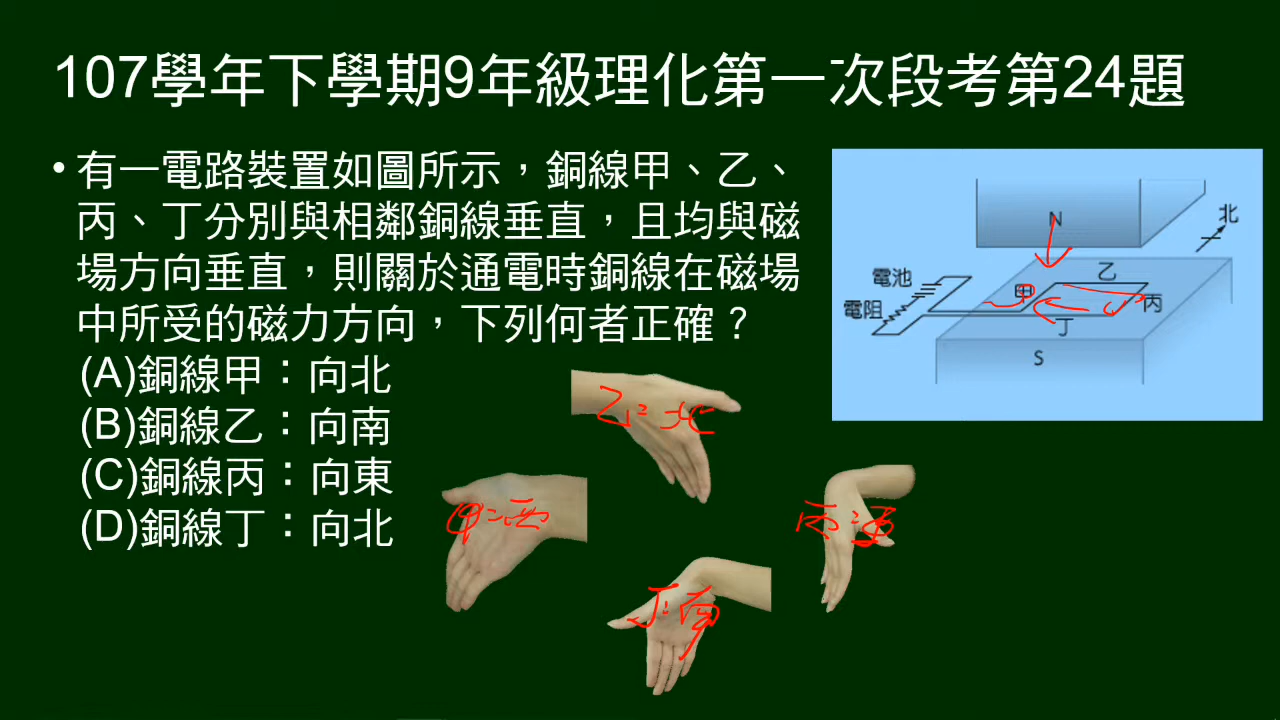 107學年下學期9年級理化第一次段考第24題
• 有一電路裝置如圖所示，銅線甲、乙、
丙、丁分別與相鄰銅線垂直，且均與磁
場方向垂直，則關於通電時銅線在磁場
中所受的磁力方向，下列何者正確？
(A)銅線甲：向北
(B)銅線乙：向南
(C)銅線丙：向東
(D)銅線丁：向北
N
北
電池
電阻
甲
乙
丙
丁
S
乙：北
甲：西
丁：南